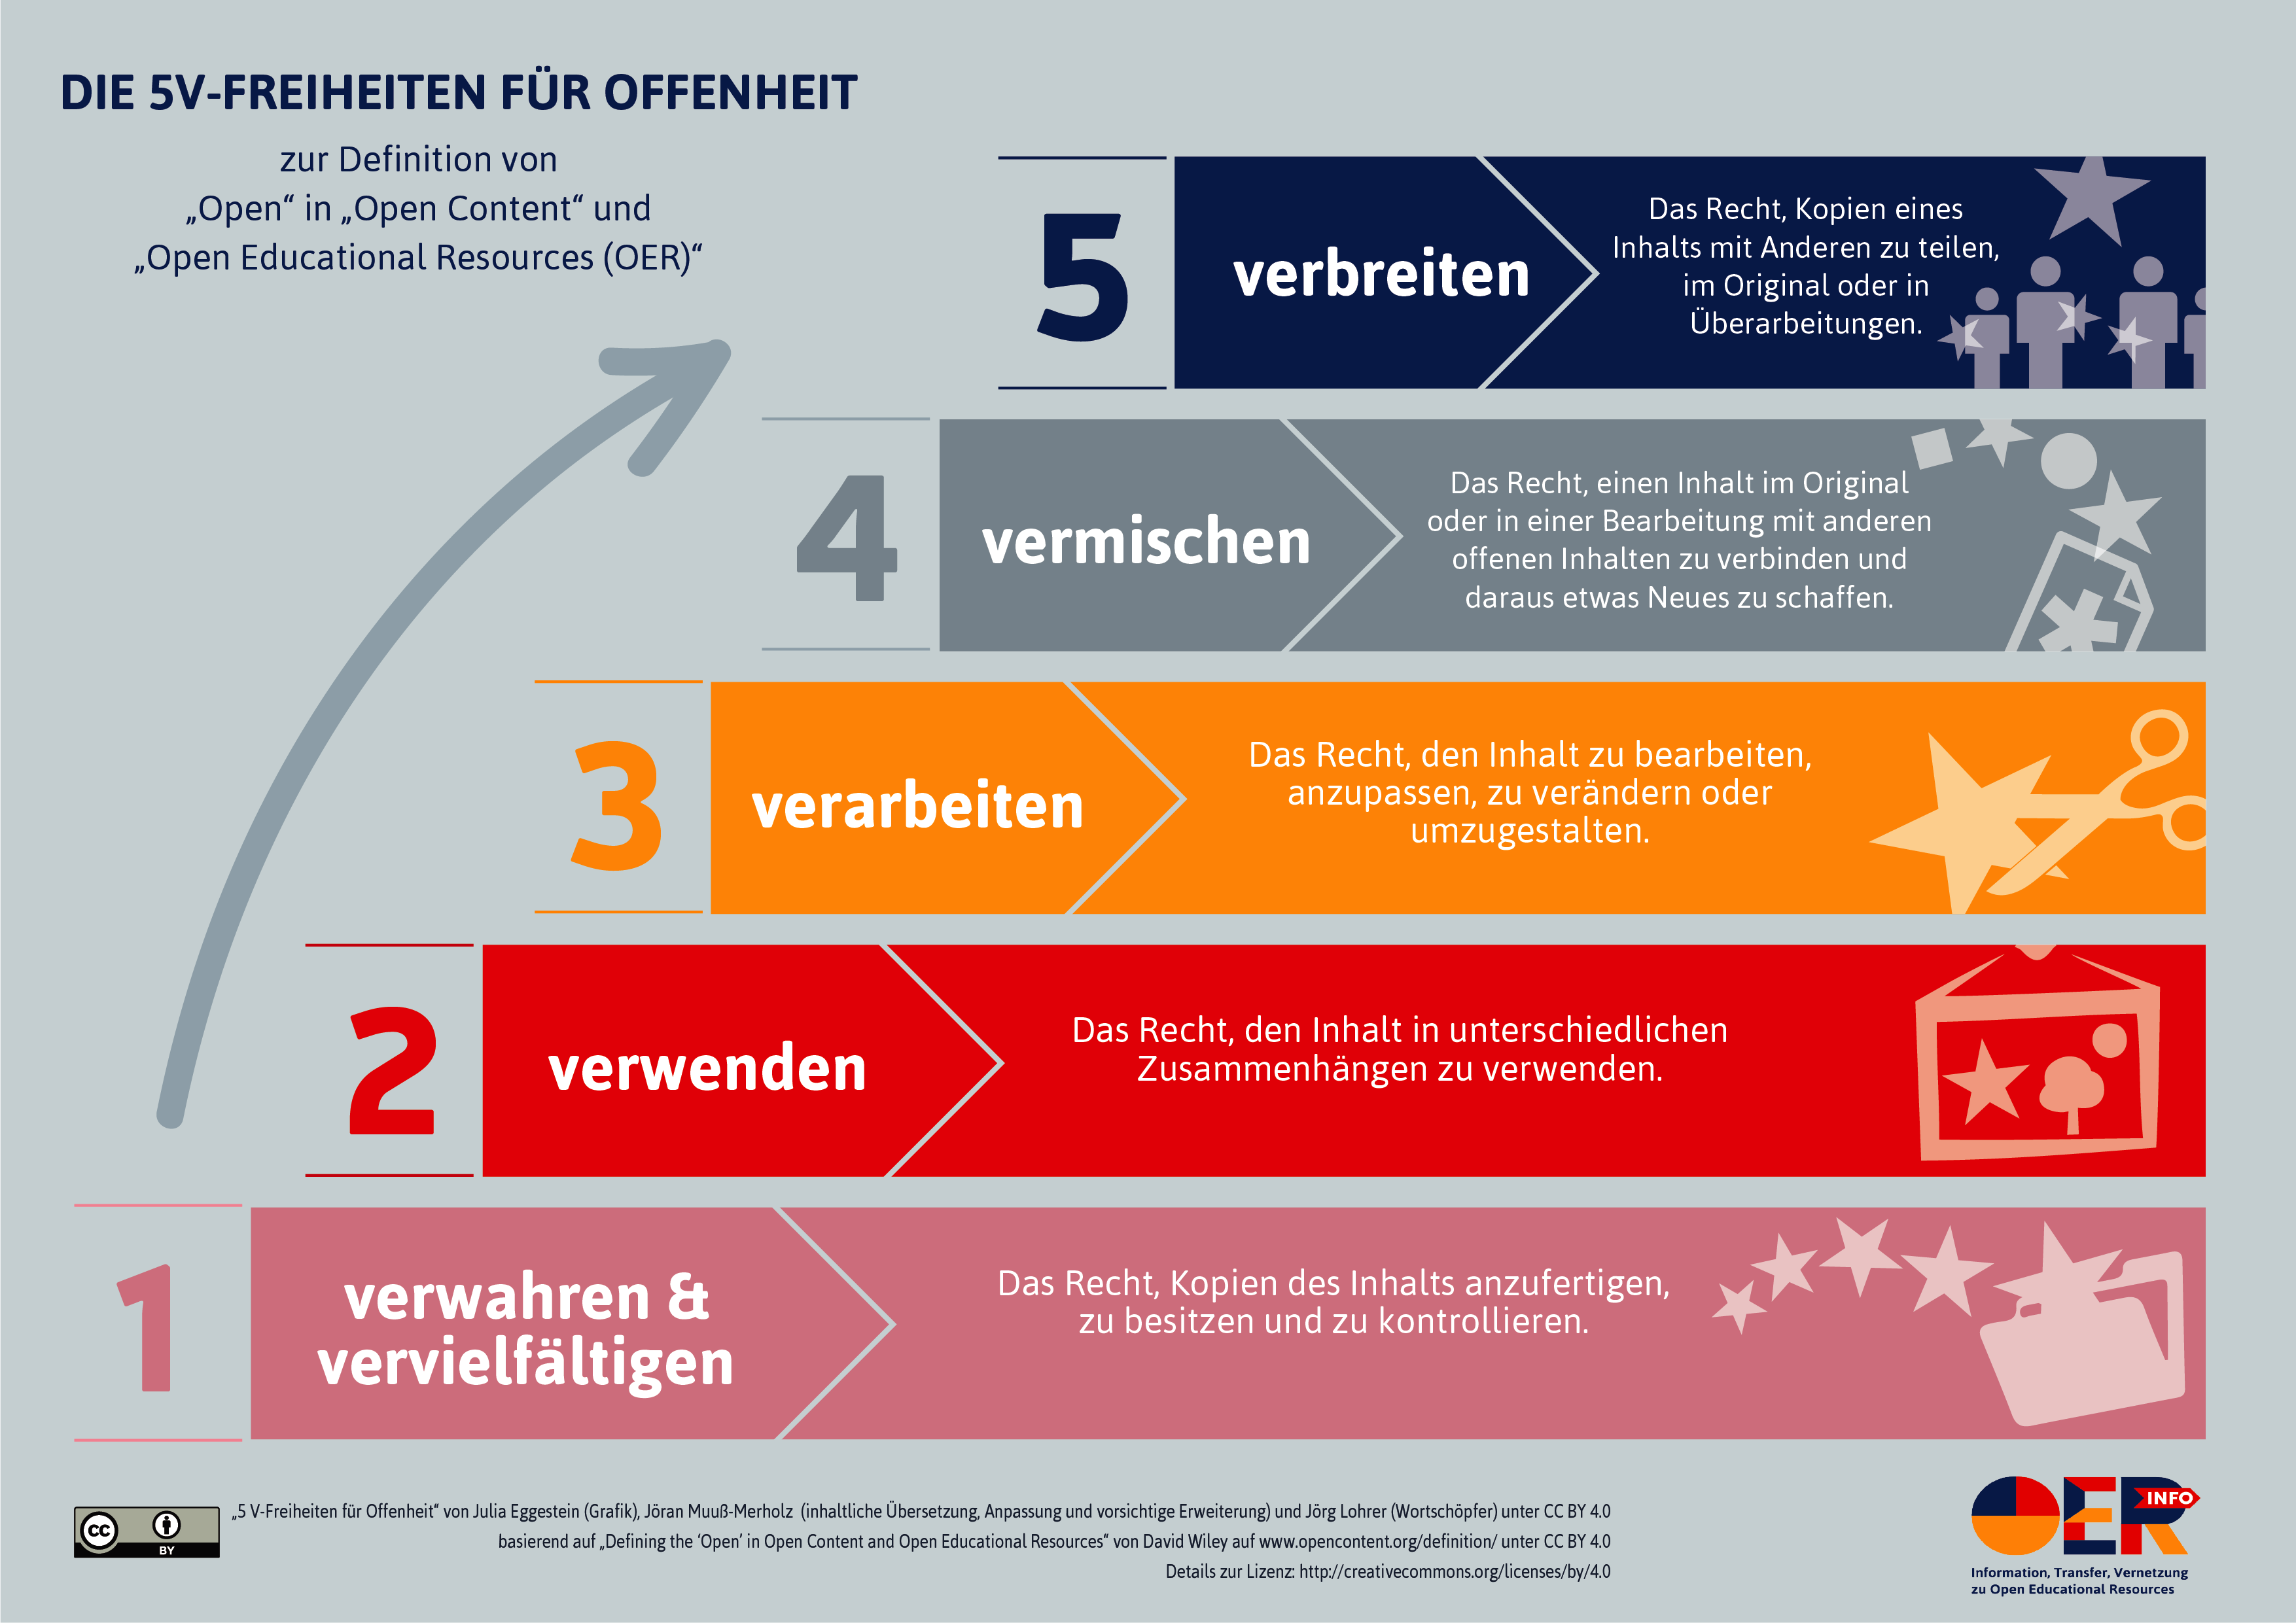 DIE 5V-FREIHEITEN FÜR OFFENHEIT
zur Definition von
„Open“ in „Open Content“ und
„Open Educational Resources (OER)“
5
verbreiten
Das Recht, Kopien eines
Inhalts mit Anderen zu teilen,
im Original oder in
Überarbeitungen.
4
vermischen
Das Recht, einen Inhalt im Original
oder in einer Bearbeitung mit anderen
offenen Inhalten zu verbinden und
daraus etwas Neues zu schaffen.
3
verarbeiten
Das Recht, den Inhalt zu bearbeiten,
anzupassen, zu verändern oder
umzugestalten.
2
verwenden
Das Recht, den Inhalt in unterschiedlichen
Zusammenhängen zu verwenden.
1
verwahren &
vervielfältigen
Das Recht, Kopien des Inhalts anzufertigen,
zu besitzen und zu kontrollieren.
cc
BY
„5 V-Freiheiten für Offenheit“ von Julia Eggestein (Grafik), Jöran Muuß-Merholz (inhaltliche Übersetzung, Anpassung und vorsichtige Erweiterung) und Jörg Lohrer (Wortschöpfer) unter CC BY 4.0
basierend auf „Defining the ‘Open’ in Open Content and Open Educational Resources“ von David Wiley auf www.opencontent.org/definition/ unter CC BY 4.0
Details zur Lizenz: http://creativecommons.org/licenses/by/4.0
OER INFO
Information, Transfer, Vernetzung
zu Open Educational Resources